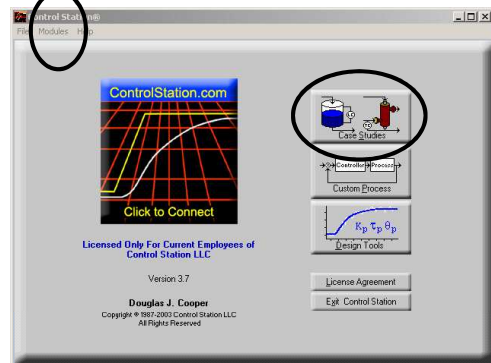 Control Station®
File Modules Help
ControlStation.com
Click to Connect
Case Studies
Controller Process
Custom Process
Kp τp θp
Design Tools
Licensed Only For Current Employees of
Control Station LLC
Version 3.7
License Agreement
Douglas J. Cooper
Exit Control Station
Copyright © 1987-2003 Control Station LLC
All Rights Reserved